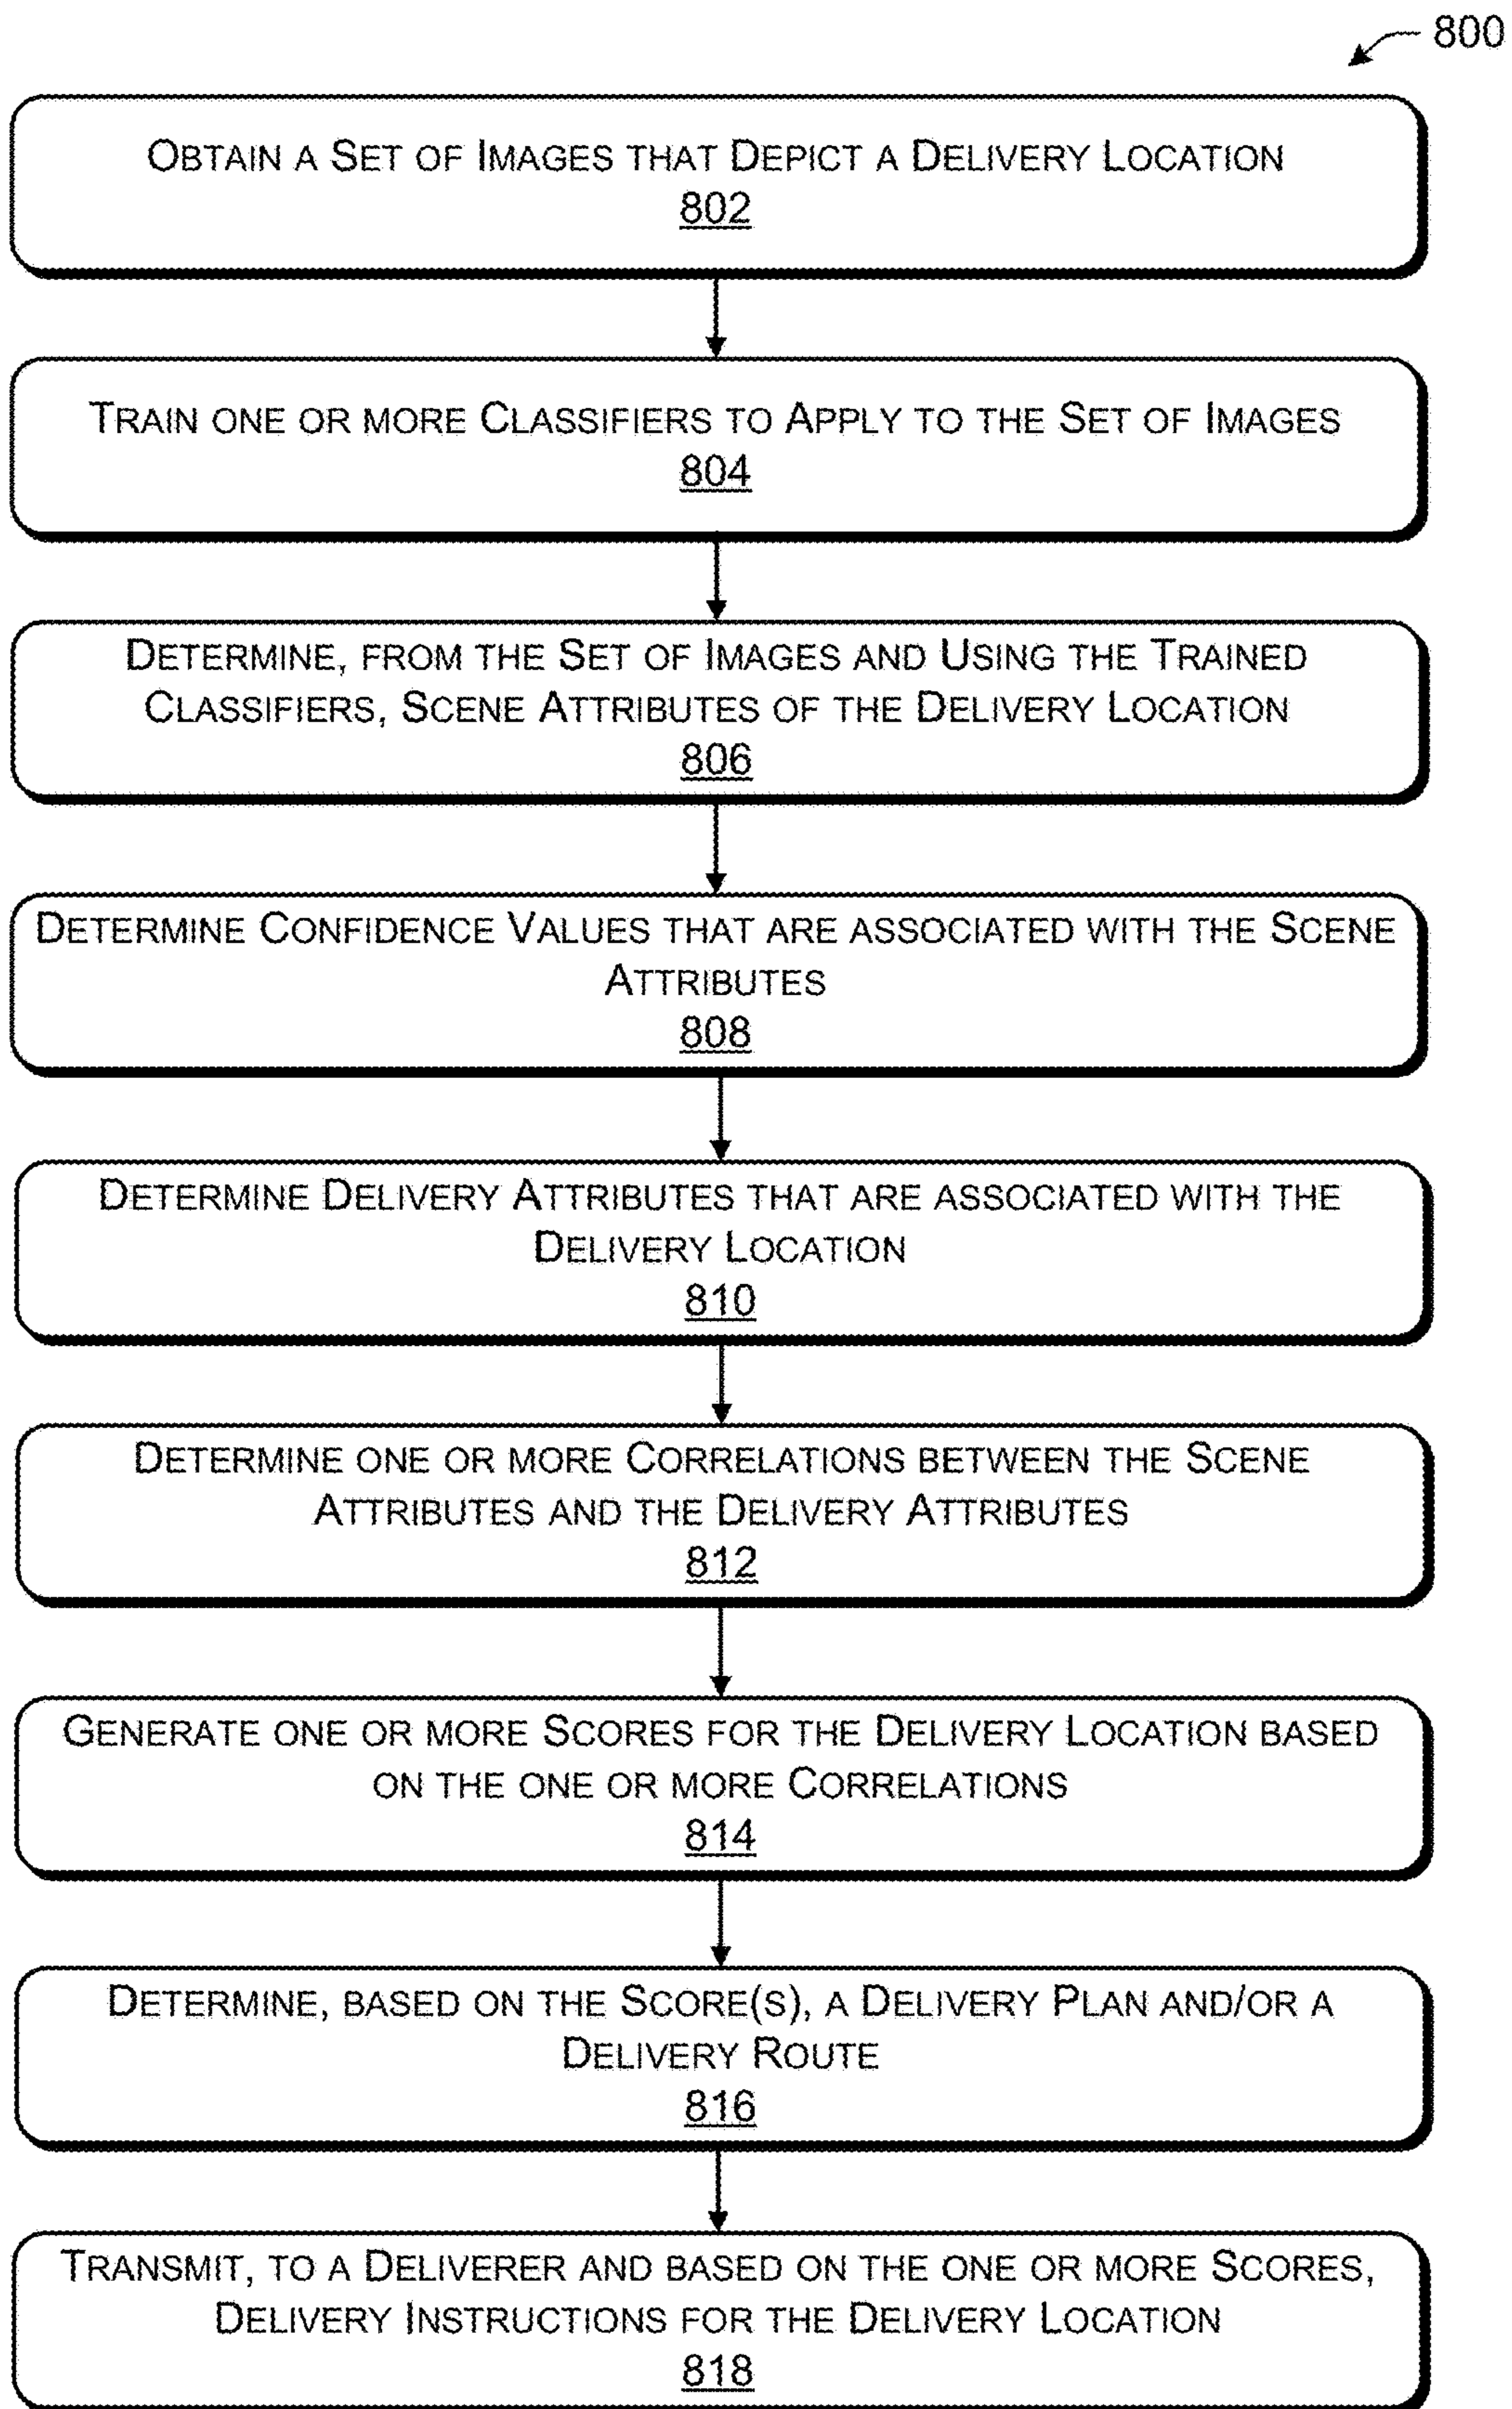 800
OBTAIN A SET OF IMAGES THAT DEPICT A DELIVERY LOCATION
802
TRAIN ONE OR MORE CLASSIFIERS TO APPLY TO THE SET OF IMAGES
804
DETERMINE, FROM THE SET OF IMAGES AND USING THE TRAINED
CLASSIFIERS, SCENE ATTRIBUTES OF THE DELIVERY LOCATION
806
DETERMINE CONFIDENCE VALUES THAT ARE ASSOCIATED WITH THE SCENE
ATTRIBUTES
808
DETERMINE DELIVERY ATTRIBUTES THAT ARE ASSOCIATED WITH THE
DELIVERY LOCATION
810
DETERMINE ONE OR MORE CORRELATIONS BETWEEN THE SCENE
ATTRIBUTES AND THE DELIVERY ATTRIBUTES
812
GENERATE ONE OR MORE SCORES FOR THE DELIVERY LOCATION BASED
ON THE ONE OR MORE CORRELATIONS
814
DETERMINE, BASED ON THE SCORE(S), A DELIVERY PLAN AND/OR A
DELIVERY ROUTE
816
TRANSMIT, TO A DELIVERER AND BASED ON THE ONE OR MORE SCORES,
DELIVERY INSTRUCTIONS FOR THE DELIVERY LOCATION
818